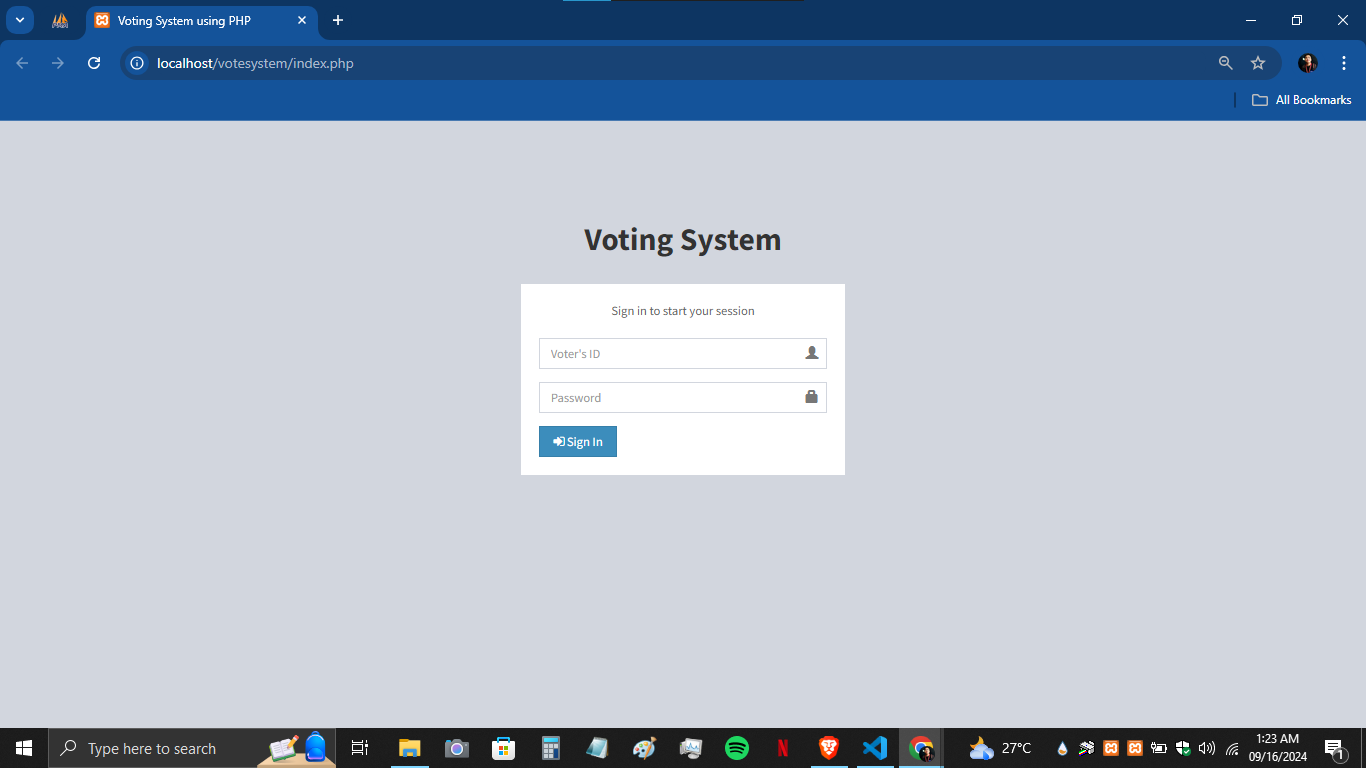 Voting System using PHP
localhost/votesystem/index.php
All Bookmarks
Voting System
Sign in to start your session
Voter's ID
Password
Sign In
Type here to search
27°C
1:23 AM
09/16/2024
1